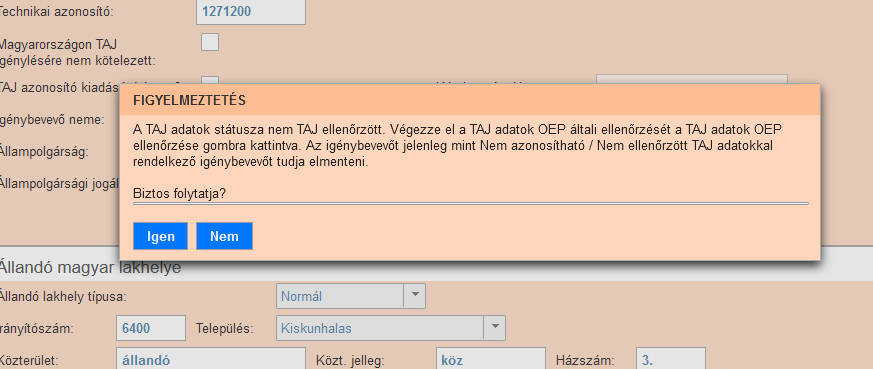 Technikai azonosító: 1271200
Magyarországon TAJ
igénylésére nem kötelezett:
TAJ azonosító kiadás
FIGYELMEZTETÉS
A TAJ adatok státusza nem TAJ ellenőrzött. Végezze el a TAJ adatok OEP általi ellenőrzését a TAJ adatok OEP
ellenőrzése gombra kattintva. Az igénybevevőt jelenleg mint Nem azonosítható / Nem ellenőrzött TAJ adatokkal
rendelkező igénybevevőt tudja elmenteni.
Igénybevevő neme:
Állampolgárság:
Állampolgársági jogál
Biztos folytatja?
Igen Nem
Állandó magyar lakhelye
Állandó lakhely típusa: Normál
Irányítószám: 6400 Település: Kiskunhalas
Közterület: állandó Közt. jelleg: köz Házszám: 3.